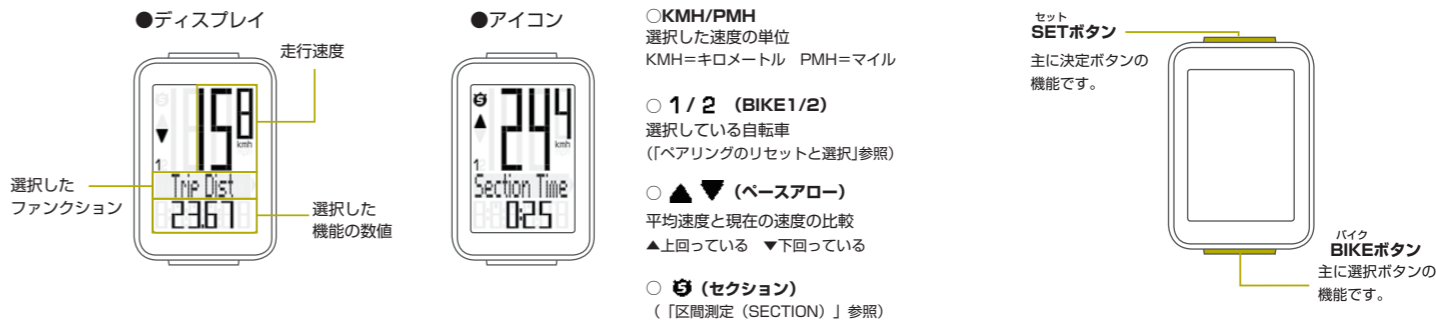 ●ディスプレイ
走行速度
158
kmh
1
Trip Dist
23.67
選択した
ファンクション
選択した
機能の数値
●アイコン
S
244
kmh
1
Section Time
0:25
○KMH/PMH
選択した速度の単位
KMH=キロメートル　PMH=マイル
○ 1 / 2 （BIKE1/2）
選択している自転車
(「ペアリングのリセットと選択」参照)
○ ▲ ▼ （ペースアロー）
平均速度と現在の速度の比較
▲上回っている　▼下回っている
○ S （セクション）
（「区間測定（SECTION）」参照）
セット
SETボタン
主に決定ボタンの
機能です。
バイク
BIKEボタン
主に選択ボタンの
機能です。